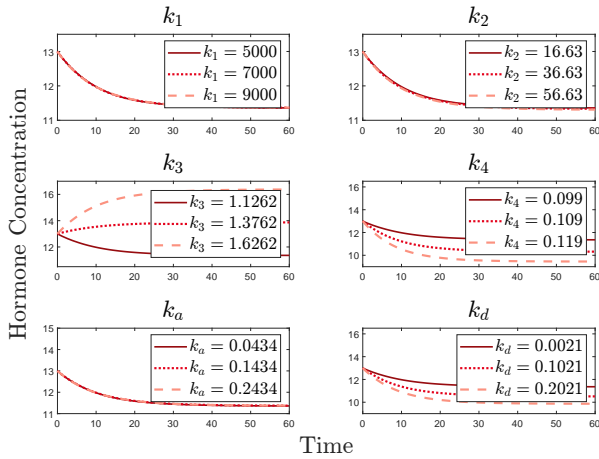 k₁ k₂
13
12
11
0 10 20 30 40 50 60
k₁ = 5000
k₁ = 7000
k₁ = 9000
13
12
11
0 10 20 30 40 50 60
k₂ = 16.63
k₂ = 36.63
k₂ = 56.63
Hormone Concentration
k₃ k₄
16
14
12
0 10 20 30 40 50 60
k₃ = 1.1262
k₃ = 1.3762
k₃ = 1.6262
16
14
12
10
0 10 20 30 40 50 60
k₄ = 0.099
k₄ = 0.109
k₄ = 0.119
kₐ k_d
15
14
13
12
11
0 10 20 30 40 50 60
kₐ = 0.0434
kₐ = 0.1434
kₐ = 0.2434
16
14
12
10
0 10 20 30 40 50 60
k_d = 0.0021
k_d = 0.1021
k_d = 0.2021
Time